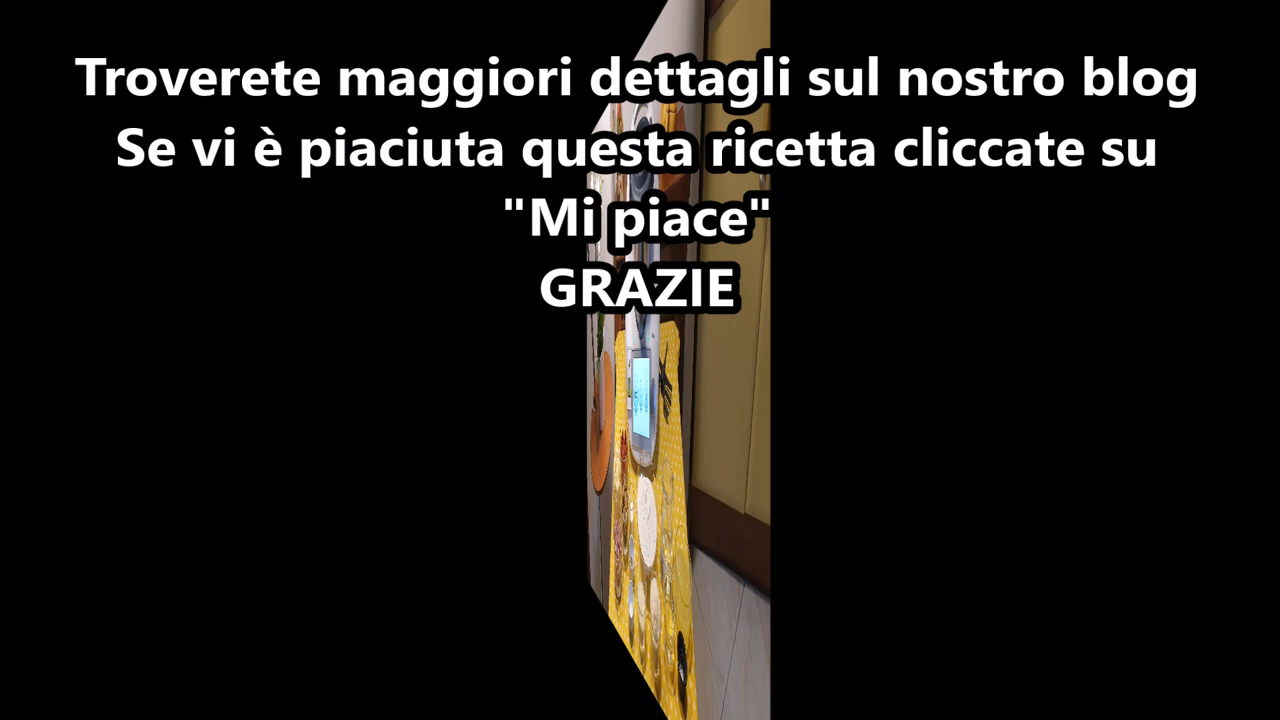 Troverete maggiori dettagli sul nostro blog
Se vi è piaciuta questa ricetta cliccate su
"Mi piace"
GRAZIE